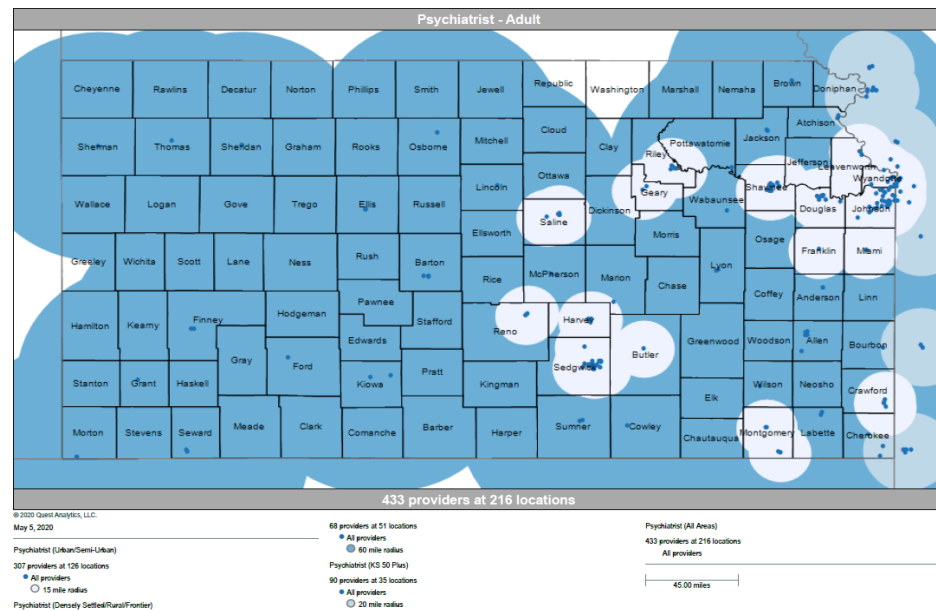 Psychiatrist - Adult
Cheyenne Rawlins Decatur Norton Phillips Smith Jewell Republic Washington Marshall Nemaha Brown Doniphan
Sherman Thomas Sheridan Graham Rooks Osborne Mitchell Cloud Clay Riley Pottawatomie Jackson Atchison Jefferson Leavenworth Wyandotte
Wallace Logan Gove Trego Ellis Russell Lincoln Ottawa Saline Dickinson Geary Wabaunsee Shawnee Douglas Johnson
Greeley Wichita Scott Lane Ness Rush Barton Ellsworth Rice McPherson Marion Morris Chase Lyon Osage Franklin Miami
Hamilton Kearny Finney Hodgeman Pawnee Edwards Stafford Reno Harvey Sedgwick Butler Greenwood Coffey Woodson Anderson Allen Linn Bourbon
Stanton Grant Haskell Gray Ford Kiowa Pratt Kingman Elk Wilson Neosho Crawford
Morton Stevens Seward Meade Clark Comanche Barber Harper Sumner Cowley Chautauqua Montgomery Labette Cherokee
433 providers at 216 locations
© 2020 Quest Analytics, LLC.
May 5, 2020
Psychiatrist (Urban/Semi-Urban)
307 providers at 126 locations
All providers
15 mile radius
Psychiatrist (Densely Settled/Rural/Frontier)
68 providers at 51 locations
All providers
60 mile radius
Psychiatrist (KS 50 Plus)
90 providers at 35 locations
All providers
20 mile radius
Psychiatrist (All Areas)
433 providers at 216 locations
All providers
45.00 miles